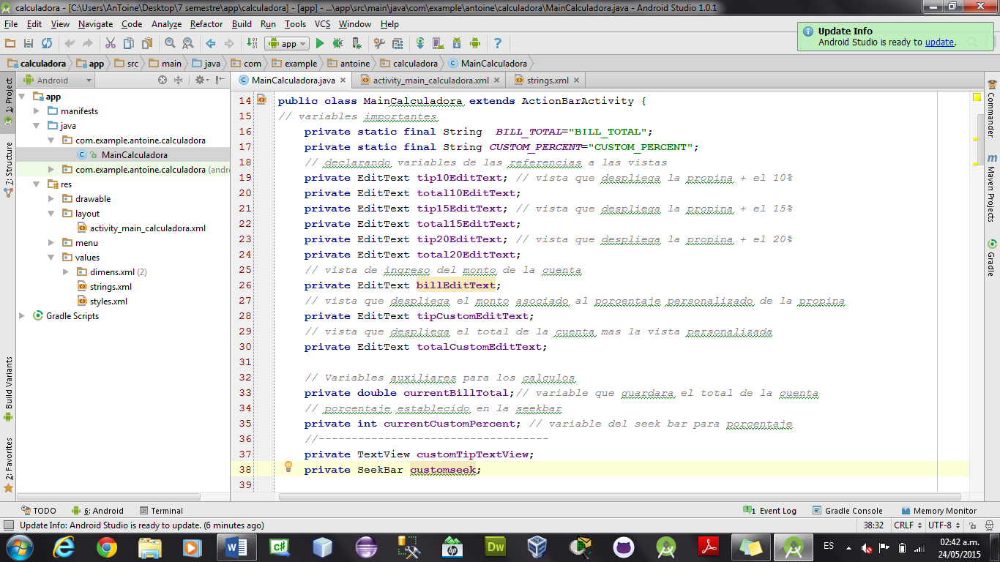 calculadora - [C:\Users\AnToine\Desktop\7 semestre\app\calculadora] - [app] - ...\app\src\main\java\com\example\antoine\calculadora\MainCalculadora.java - Android Studio 1.0.1
File Edit View Navigate Code Analyze Refactor Build Run Tools VCS Window Help
Update Info
Android Studio is ready to update.
app
calculadora app src main java com example antoine calculadora MainCalculadora
Android
MainCalculadora.java activity_main_calculadora.xml strings.xml
1: Project
7: Structure
Build Variants
2: Favorites
app
manifests
java
com.example.antoine.calculadora
MainCalculadora
com.example.antoine.calculadora (andr
res
drawable
layout
activity_main_calculadora.xml
menu
values
dimens.xml (2)
strings.xml
styles.xml
Gradle Scripts
14 public class MainCalculadora extends ActionBarActivity {
15 // variables importantes
16 private static final String BILL_TOTAL="BILL_TOTAL";
17 private static final String CUSTOM_PERCENT="CUSTOM_PERCENT";
18 // declarando variables de las referencias a las vistas
19 private EditText tip10EditText; // vista que despliega la propina + el 10%
20 private EditText total10EditText;
21 private EditText tip15EditText; // vista que despliega la propina + el 15%
22 private EditText total15EditText;
23 private EditText tip20EditText; // vista que despliega la propina + el 20%
24 private EditText total20EditText;
25 // vista de ingreso del monto de la cuenta
26 private EditText billEditText;
27 // vista que despliega el monto asociado al porcentaje personalizado de la propina
28 private EditText tipCustomEditText;
29 // vista que despliega el total de la cuenta mas la vista personalizada
30 private EditText totalCustomEditText;
31
32 // Variables auxiliares para los calculos
33 private double currentBillTotal;// variable que guardara el total de la cuenta
34 // porcentaje establecido en la seekbar
35 private int currentCustomPercent; // variable del seek bar para porcentaje
36 //-----------------------------------
37 private TextView customTipTextView;
38 private SeekBar customseek;
39
Commander
m Maven Projects
Gradle
TODO 6: Android Terminal 1 Event Log Gradle Console Memory Monitor
Update Info: Android Studio is ready to update. (6 minutes ago) 38:32 CRLF UTF-8
W C# Dw hp
ES 02:42 a.m.
24/05/2015